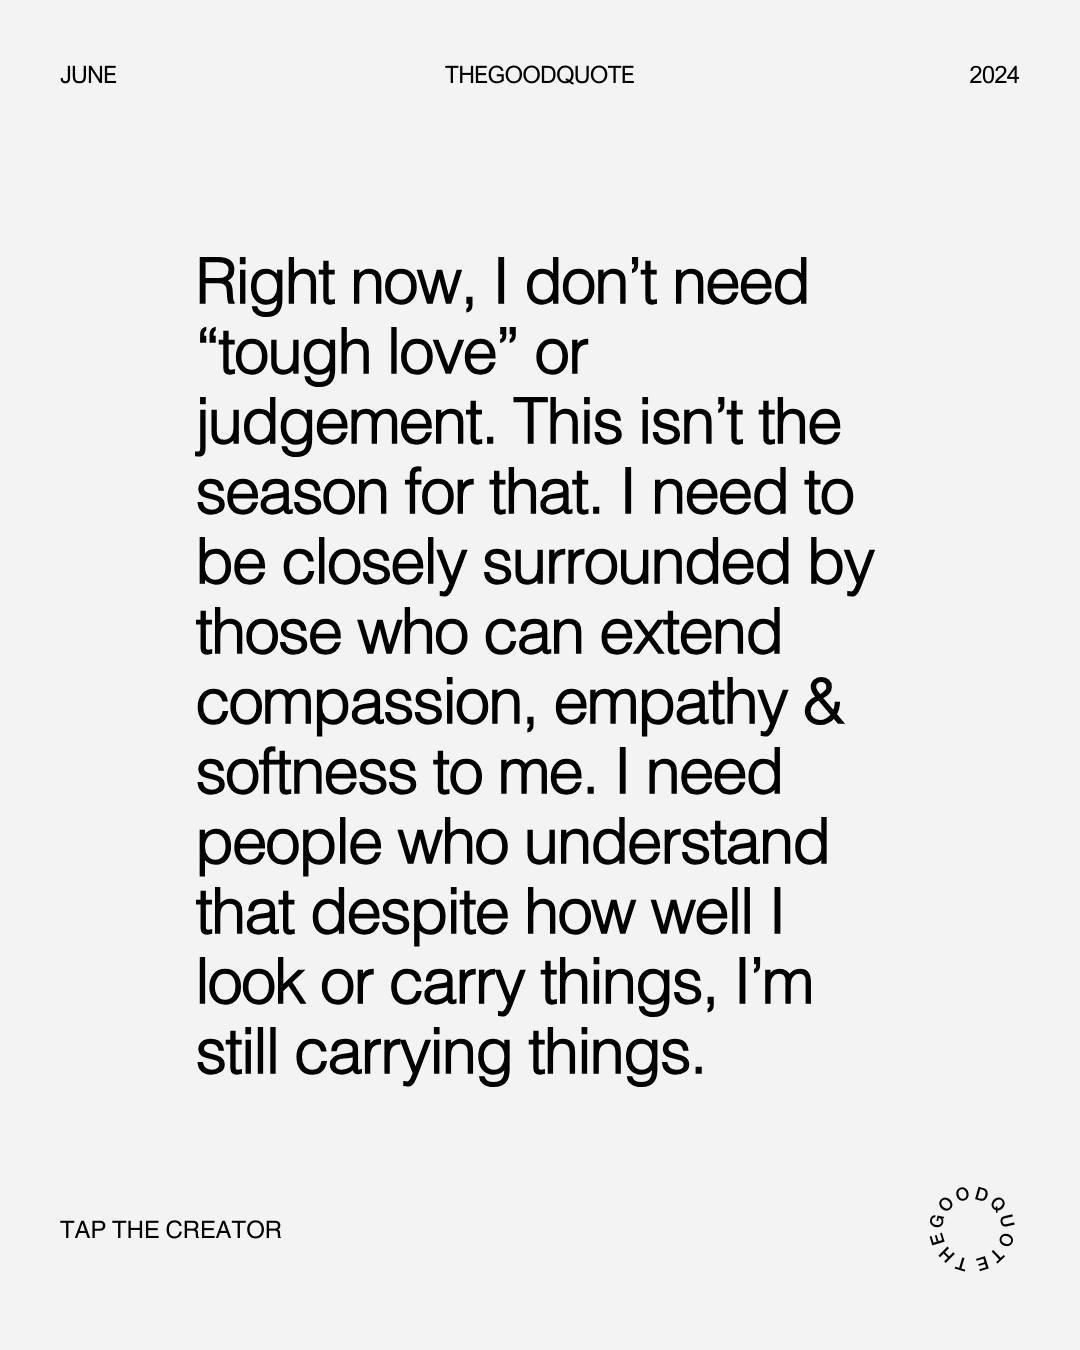 JUNE THEGOODQUOTE 2024
Right now, I don’t need
“tough love” or
judgement. This isn’t the
season for that. I need to
be closely surrounded by
those who can extend
compassion, empathy &
softness to me. I need
people who understand
that despite how well I
look or carry things, I’m
still carrying things.
TAP THE CREATOR
THEGOODQUOTE